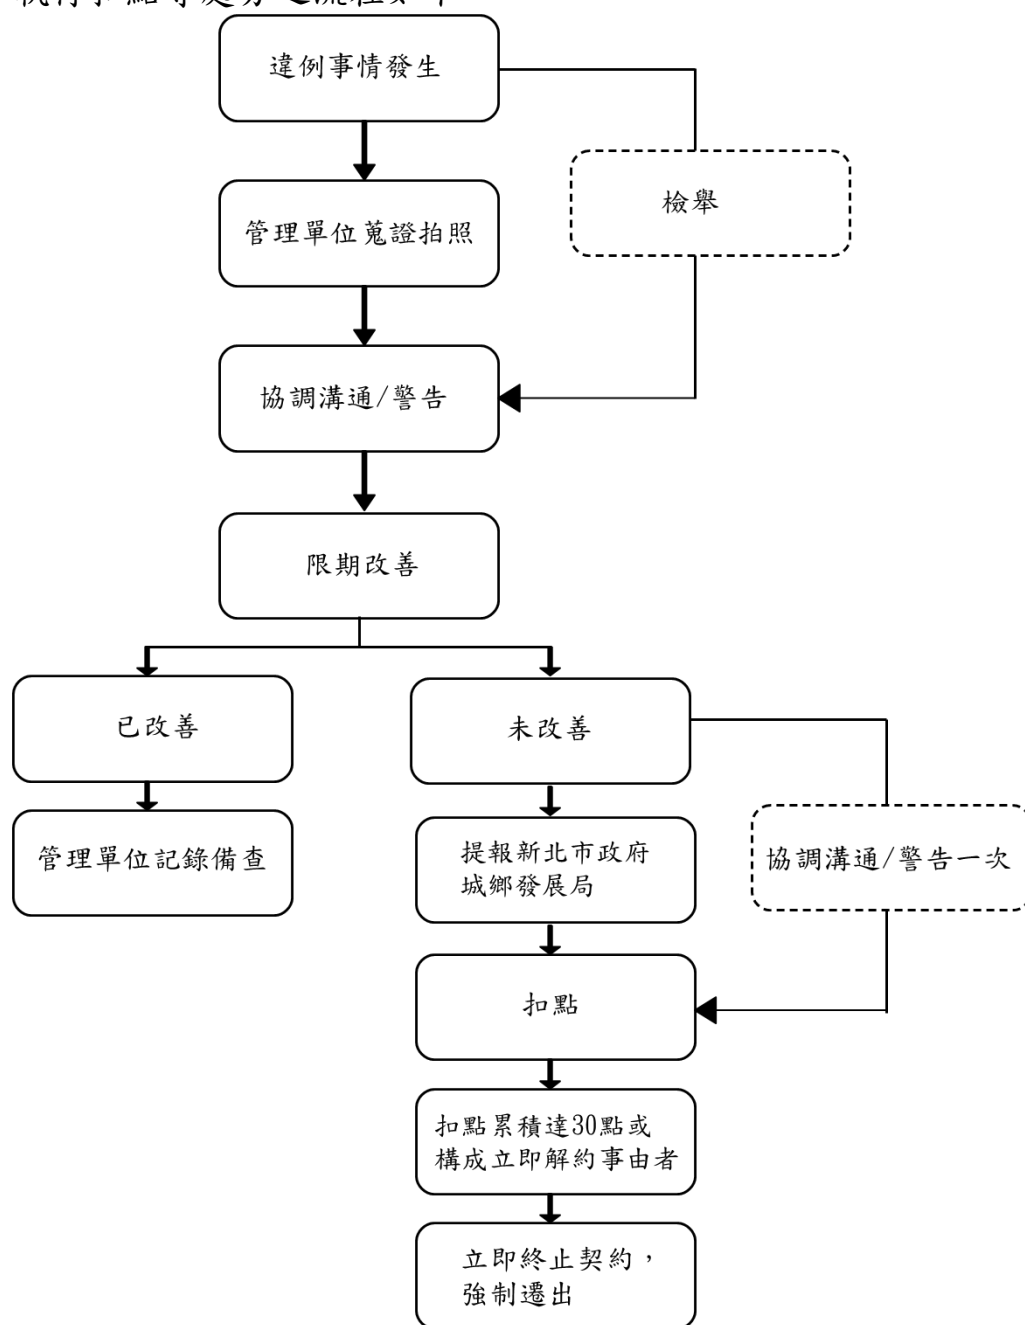 違例事情發生
檢舉
管理單位蒐證拍照
協調溝通/警告
限期改善
已改善
未改善
管理單位記錄備查
提報新北市政府
城鄉發展局
協調溝通/警告一次
扣點
扣點累積達30點或
構成立即解約事由者
立即終止契約，
強制遷出